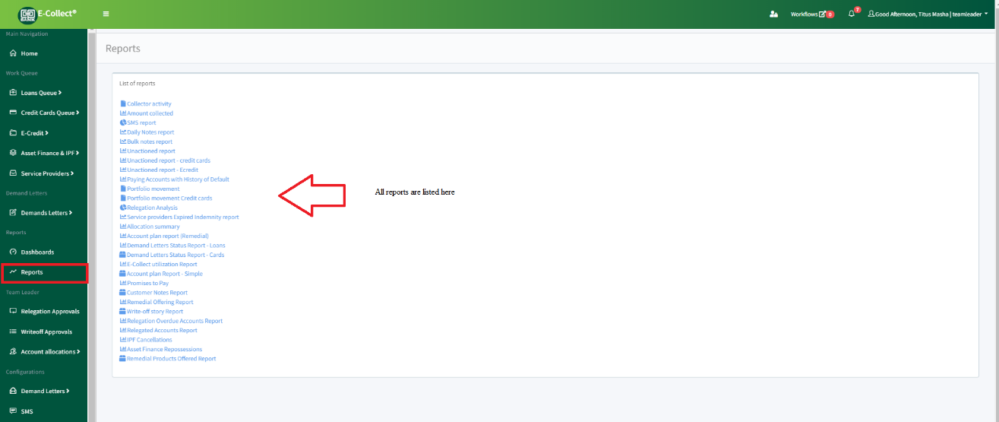 BANK
E-Collect®
Workflows 0
7
Good Afternoon, Titus Masha | teamleader
Main Navigation
Home
Work Queue
Loans Queue
Credit Cards Queue
E-Credit
Asset Finance & IPF
Service Providers
Demand Letters
Demands Letters
Reports
Dashboards
Reports
Team Leader
Relegation Approvals
Writeoff Approvals
Account allocations
Configurations
Demand Letters
SMS
Reports
List of reports
Collector activity
Amount collected
SMS report
Daily Notes report
Bulk notes report
Unactioned report
Unactioned report - credit cards
Unactioned report - Ecredit
Paying Accounts with History of Default
Portfolio movement
Portfolio movement Credit cards
Relegation Analysis
Service providers Expired Indemnity report
Allocation summary
Account plan report (Remedial)
Demand Letters Status Report - Loans
Demand Letters Status Report - Cards
E-Collect utilization Report
Account plan Report - Simple
Promises to Pay
Customer Notes Report
Remedial Offering Report
Write-off story Report
Relegation Overdue Accounts Report
Relegated Accounts Report
IPF Cancellations
Asset Finance Repossessions
Remedial Products Offered Report
All reports are listed here